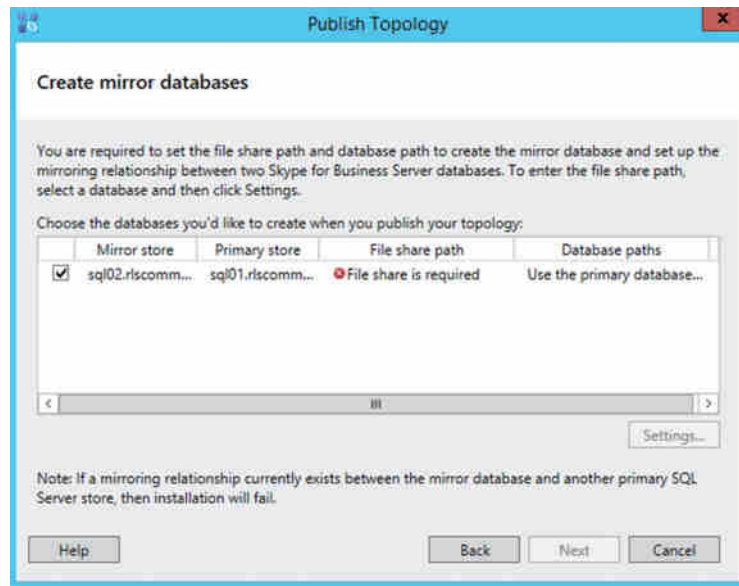 Publish Topology
x
Create mirror databases
You are required to set the file share path and database path to create the mirror database and set up the
mirroring relationship between two Skype for Business Server databases. To enter the file share path,
select a database and then click Settings.
Choose the databases you'd like to create when you publish your topology:
Mirror store Primary store File share path Database paths
sql02.rlscomm... sql01.rlscomm... File share is required Use the primary database...
Settings...
Note: If a mirroring relationship currently exists between the mirror database and another primary SQL
Server store, then installation will fail.
Help Back Next Cancel